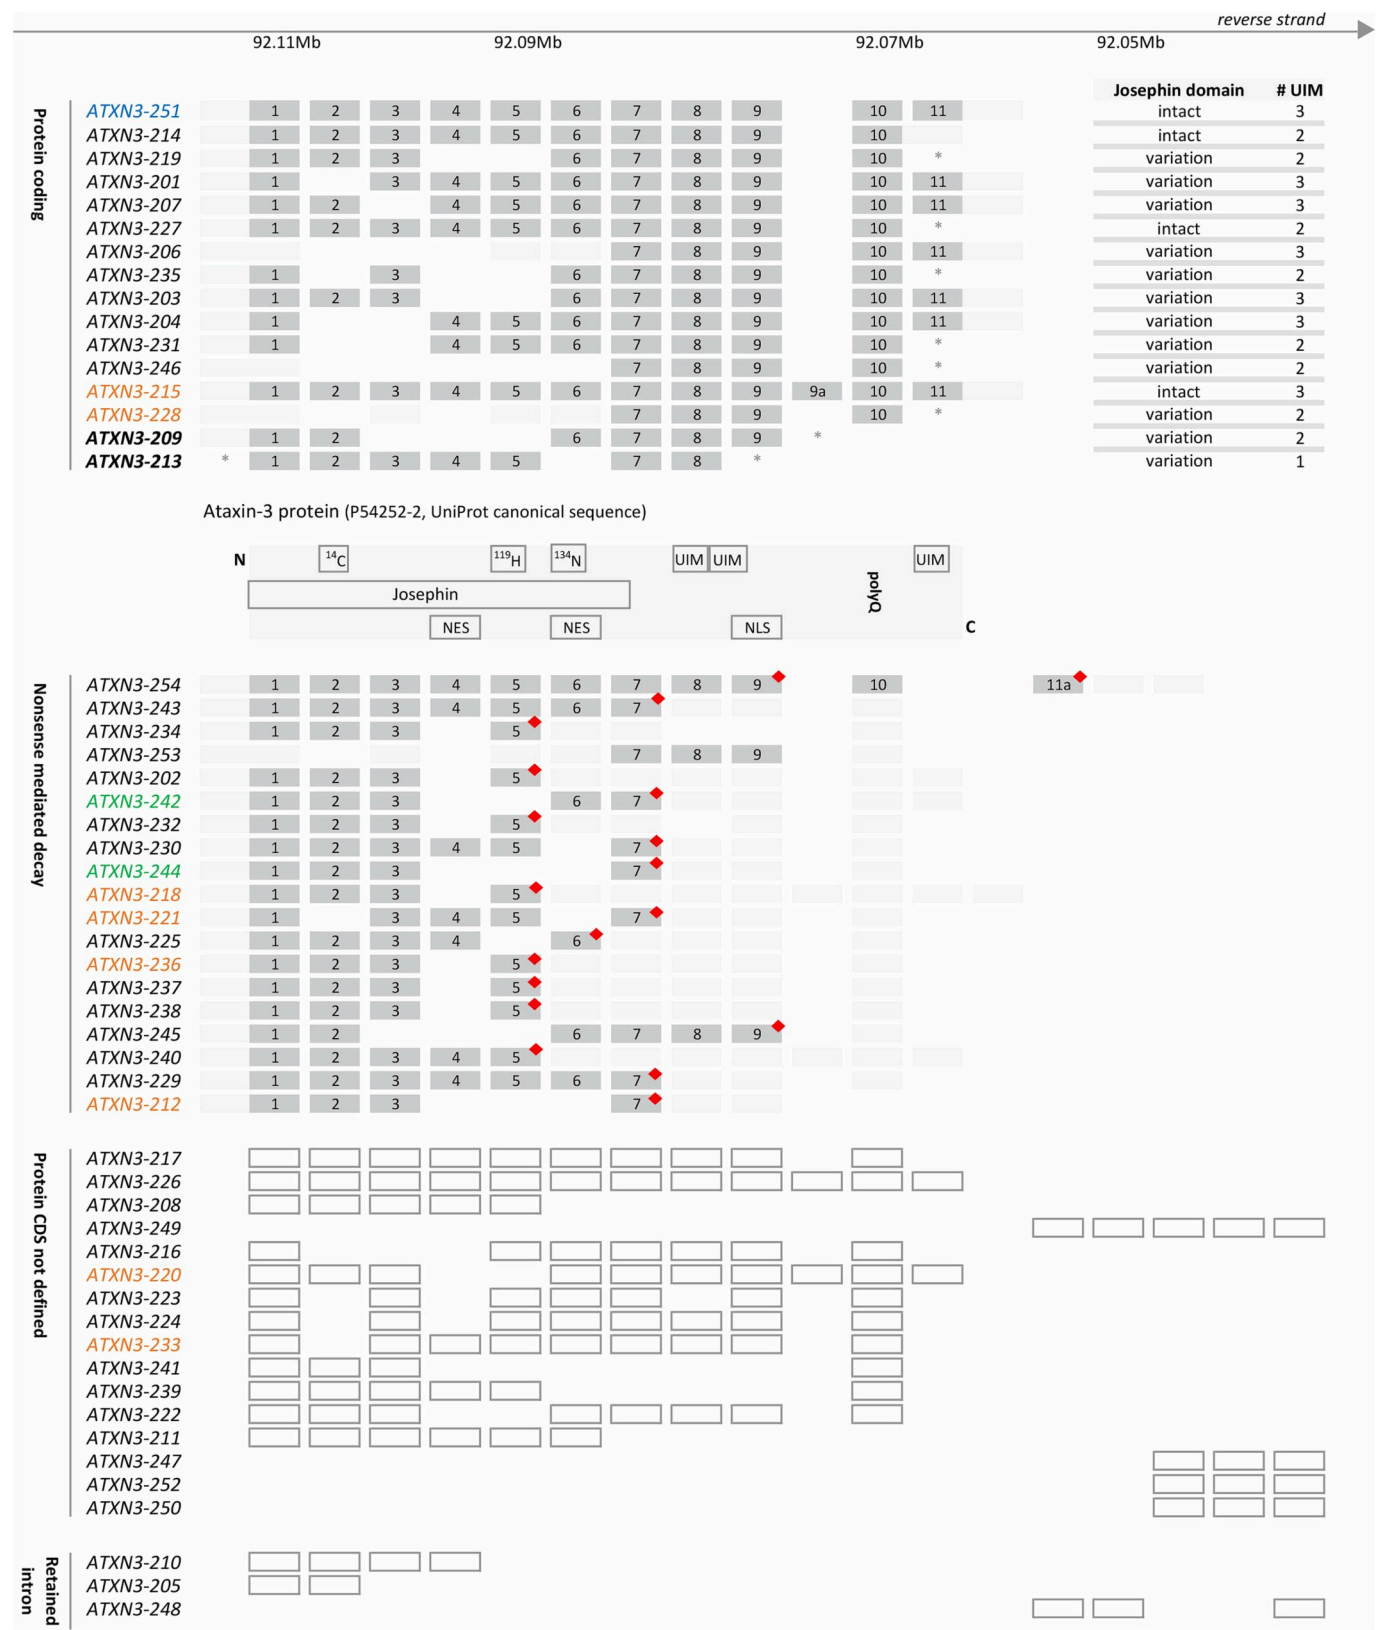 reverse strand
92.11Mb 92.09Mb 92.07Mb 92.05Mb
Josephin domain # UIM
Protein coding
ATXN3-251 1 2 3 4 5 6 7 8 9 10 11 intact 3
ATXN3-214 1 2 3 4 5 6 7 8 9 10 intact 2
ATXN3-219 1 2 3 6 7 8 9 10 * variation 2
ATXN3-201 1 3 4 5 6 7 8 9 10 11 variation 3
ATXN3-207 1 2 4 5 6 7 8 9 10 11 variation 3
ATXN3-227 1 2 3 4 5 6 7 8 9 10 * intact 2
ATXN3-206 7 8 9 10 11 variation 3
ATXN3-235 1 3 6 7 8 9 10 * variation 2
ATXN3-203 1 2 3 6 7 8 9 10 11 variation 3
ATXN3-204 1 4 5 6 7 8 9 10 11 variation 3
ATXN3-231 1 4 5 6 7 8 9 10 * variation 2
ATXN3-246 7 8 9 10 * variation 2
ATXN3-215 1 2 3 4 5 6 7 8 9 9a 10 11 intact 3
ATXN3-228 7 8 9 10 * variation 2
ATXN3-209 1 2 6 7 8 9 * variation 2
ATXN3-213 * 1 2 3 4 5 7 8 * variation 1
Ataxin-3 protein (P54252-2, UniProt canonical sequence)
N 14C 119H 134N UIM UIM polyQ UIM
Josephin
NES NES NLS C
Nonsense mediated decay
ATXN3-254 1 2 3 4 5 6 7 8 9 10 11a
ATXN3-243 1 2 3 4 5 6 7
ATXN3-234 1 2 3 5
ATXN3-253 7 8 9
ATXN3-202 1 2 3 5
ATXN3-242 1 2 3 6 7
ATXN3-232 1 2 3 5
ATXN3-230 1 2 3 4 5 7
ATXN3-244 1 2 3 7
ATXN3-218 1 2 3 5
ATXN3-221 1 3 4 5 7
ATXN3-225 1 2 3 4 6
ATXN3-236 1 2 3 5
ATXN3-237 1 2 3 5
ATXN3-238 1 2 3 5
ATXN3-245 1 2 6 7 8 9
ATXN3-240 1 2 3 4 5
ATXN3-229 1 2 3 4 5 6 7
ATXN3-212 1 2 3 7
Protein CDS not defined
ATXN3-217
ATXN3-226
ATXN3-208
ATXN3-249
ATXN3-216
ATXN3-220
ATXN3-223
ATXN3-224
ATXN3-233
ATXN3-241
ATXN3-239
ATXN3-222
ATXN3-211
ATXN3-247
ATXN3-252
ATXN3-250
Retained
intron
ATXN3-210
ATXN3-205
ATXN3-248